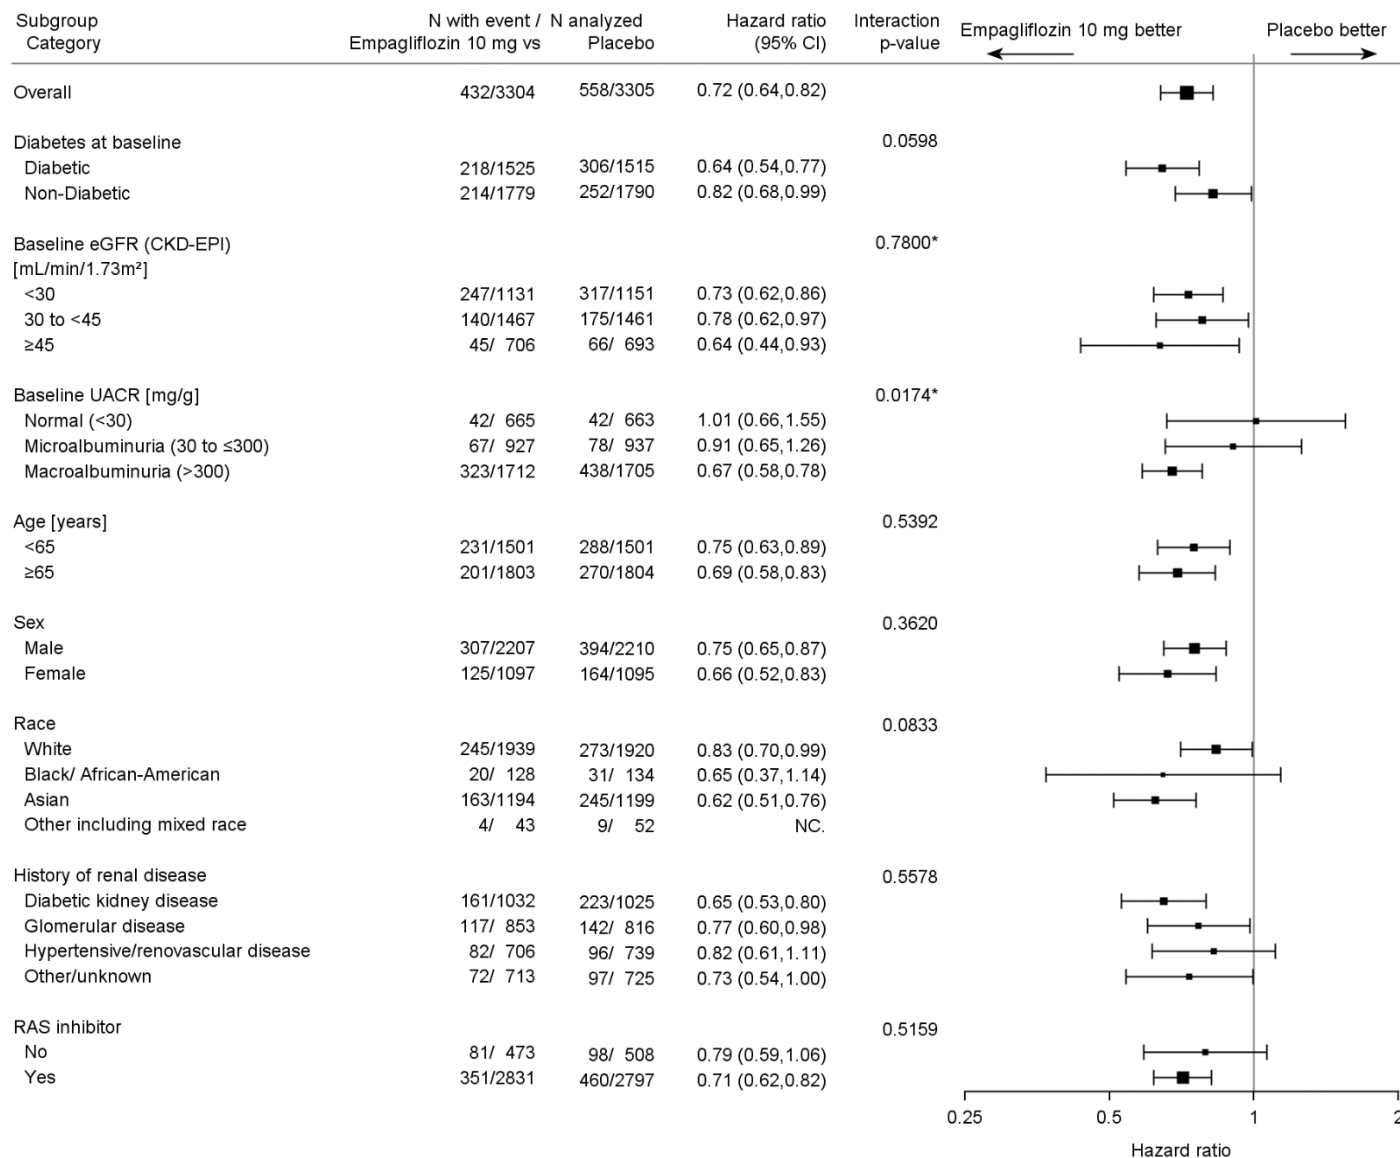 Subgroup N with event / N analyzed Hazard ratio Interaction
Category Empagliflozin 10 mg vs Placebo (95% CI) p-value Empagliflozin 10 mg better Placebo better
Overall 432/3304 558/3305 0.72 (0.64,0.82)
Diabetes at baseline 0.0598
Diabetic 218/1525 306/1515 0.64 (0.54,0.77)
Non-Diabetic 214/1779 252/1790 0.82 (0.68,0.99)
Baseline eGFR (CKD-EPI) 0.7800*
[mL/min/1.73m²]
<30 247/1131 317/1151 0.73 (0.62,0.86)
30 to <45 140/1467 175/1461 0.78 (0.62,0.97)
≥45 45/ 706 66/ 693 0.64 (0.44,0.93)
Baseline UACR [mg/g] 0.0174*
Normal (<30) 42/ 665 42/ 663 1.01 (0.66,1.55)
Microalbuminuria (30 to ≤300) 67/ 927 78/ 937 0.91 (0.65,1.26)
Macroalbuminuria (>300) 323/1712 438/1705 0.67 (0.58,0.78)
Age [years] 0.5392
<65 231/1501 288/1501 0.75 (0.63,0.89)
≥65 201/1803 270/1804 0.69 (0.58,0.83)
Sex 0.3620
Male 307/2207 394/2210 0.75 (0.65,0.87)
Female 125/1097 164/1095 0.66 (0.52,0.83)
Race 0.0833
White 245/1939 273/1920 0.83 (0.70,0.99)
Black/ African-American 20/ 128 31/ 134 0.65 (0.37,1.14)
Asian 163/1194 245/1199 0.62 (0.51,0.76)
Other including mixed race 4/ 43 9/ 52 NC.
History of renal disease 0.5578
Diabetic kidney disease 161/1032 223/1025 0.65 (0.53,0.80)
Glomerular disease 117/ 853 142/ 816 0.77 (0.60,0.98)
Hypertensive/renovascular disease 82/ 706 96/ 739 0.82 (0.61,1.11)
Other/unknown 72/ 713 97/ 725 0.73 (0.54,1.00)
RAS inhibitor 0.5159
No 81/ 473 98/ 508 0.79 (0.59,1.06)
Yes 351/2831 460/2797 0.71 (0.62,0.82)
0.25 0.5 1 2
Hazard ratio